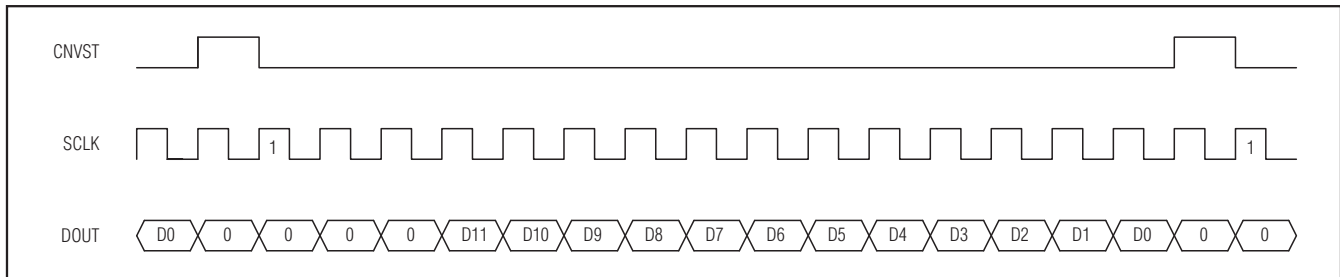 CNVST
SCLK 1 1
DOUT D0 0 0 0 0 D11 D10 D9 D8 D7 D6 D5 D4 D3 D2 D1 D0 0 0